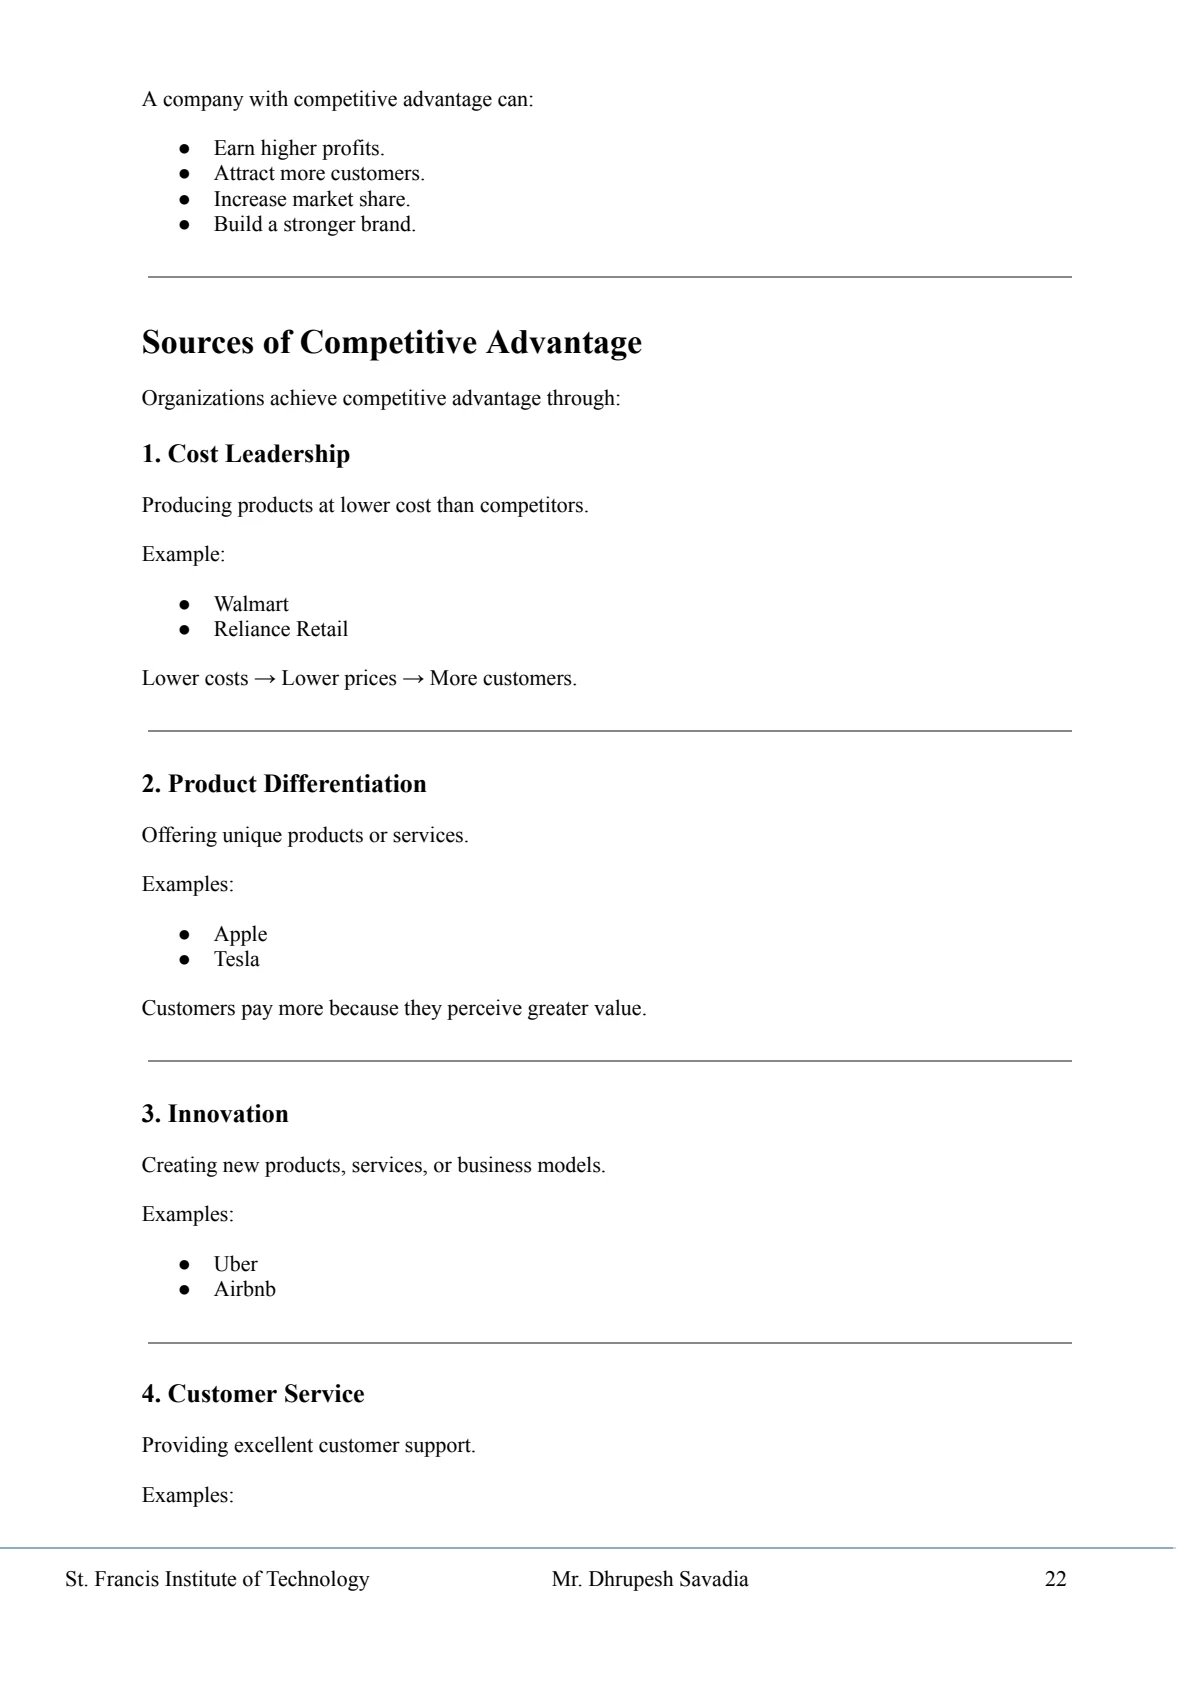 A company with competitive advantage can:
● Earn higher profits.
● Attract more customers.
● Increase market share.
● Build a stronger brand.
Sources of Competitive Advantage
Organizations achieve competitive advantage through:
1. Cost Leadership
Producing products at lower cost than competitors.
Example:
● Walmart
● Reliance Retail
Lower costs → Lower prices → More customers.
2. Product Differentiation
Offering unique products or services.
Examples:
● Apple
● Tesla
Customers pay more because they perceive greater value.
3. Innovation
Creating new products, services, or business models.
Examples:
● Uber
● Airbnb
4. Customer Service
Providing excellent customer support.
Examples:
St. Francis Institute of Technology Mr. Dhrupesh Savadia 22